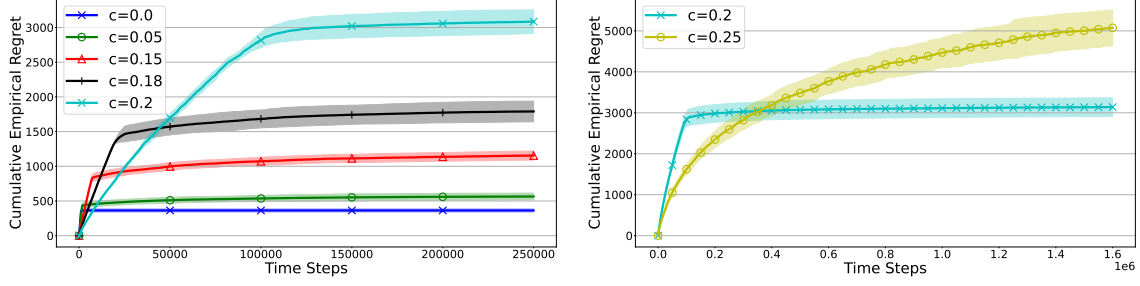 Cumulative Empirical Regret
3000
2500
2000
1500
1000
500
0
c=0.0
c=0.05
c=0.15
c=0.18
c=0.2
0 50000 100000 150000 200000 250000
Time Steps
Cumulative Empirical Regret
5000
4000
3000
2000
1000
0
c=0.2
c=0.25
0.0 0.2 0.4 0.6 0.8 1.0 1.2 1.4 1.6
1e6
Time Steps